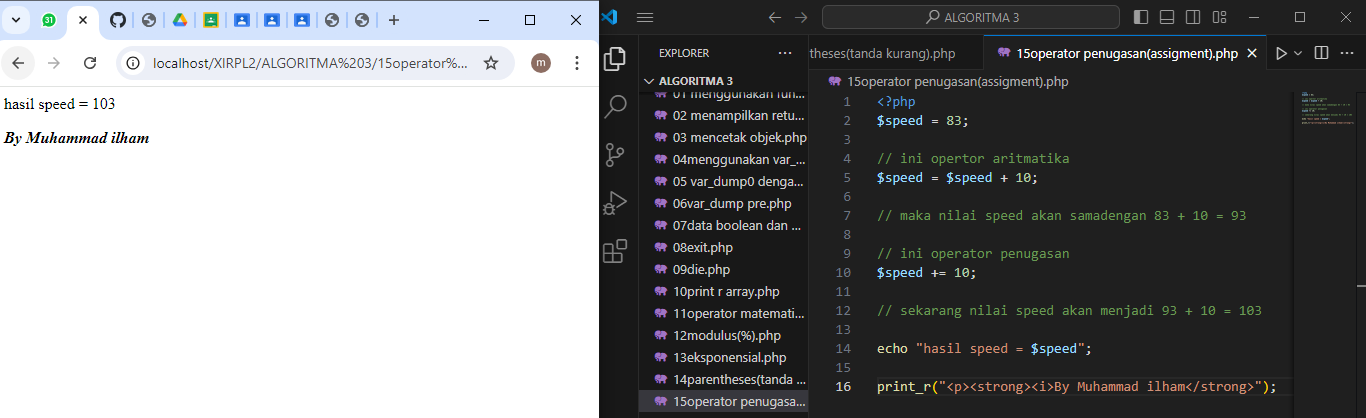 31
localhost/XIRPL2/ALGORITMA%203/15operator%...
m
hasil speed = 103
By Muhammad ilham
ALGORITMA 3
EXPLORER
ALGORITMA 3
01 menggunakan fun...
02 menampilkan retu...
03 mencetak objek.php
04menggunakan var_...
05 var_dump0 denga...
06var_dump pre.php
07data boolean dan ...
08exit.php
09die.php
10print r array.php
11operator matemati...
12modulus(%).php
13eksponensial.php
14parentheses(tanda ...
15operator penugasa...
theses(tanda kurang).php
15operator penugasan(assigment).php
15operator penugasan(assigment).php
1 <?php
2 $speed = 83;
3
4 // ini opertor aritmatika
5 $speed = $speed + 10;
6
7 // maka nilai speed akan samadengan 83 + 10 = 93
8
9 // ini operator penugasan
10 $speed += 10;
11
12 // sekarang nilai speed akan menjadi 93 + 10 = 103
13
14 echo "hasil speed = $speed";
15
16 print_r("<p><strong><i>By Muhammad ilham</strong>");